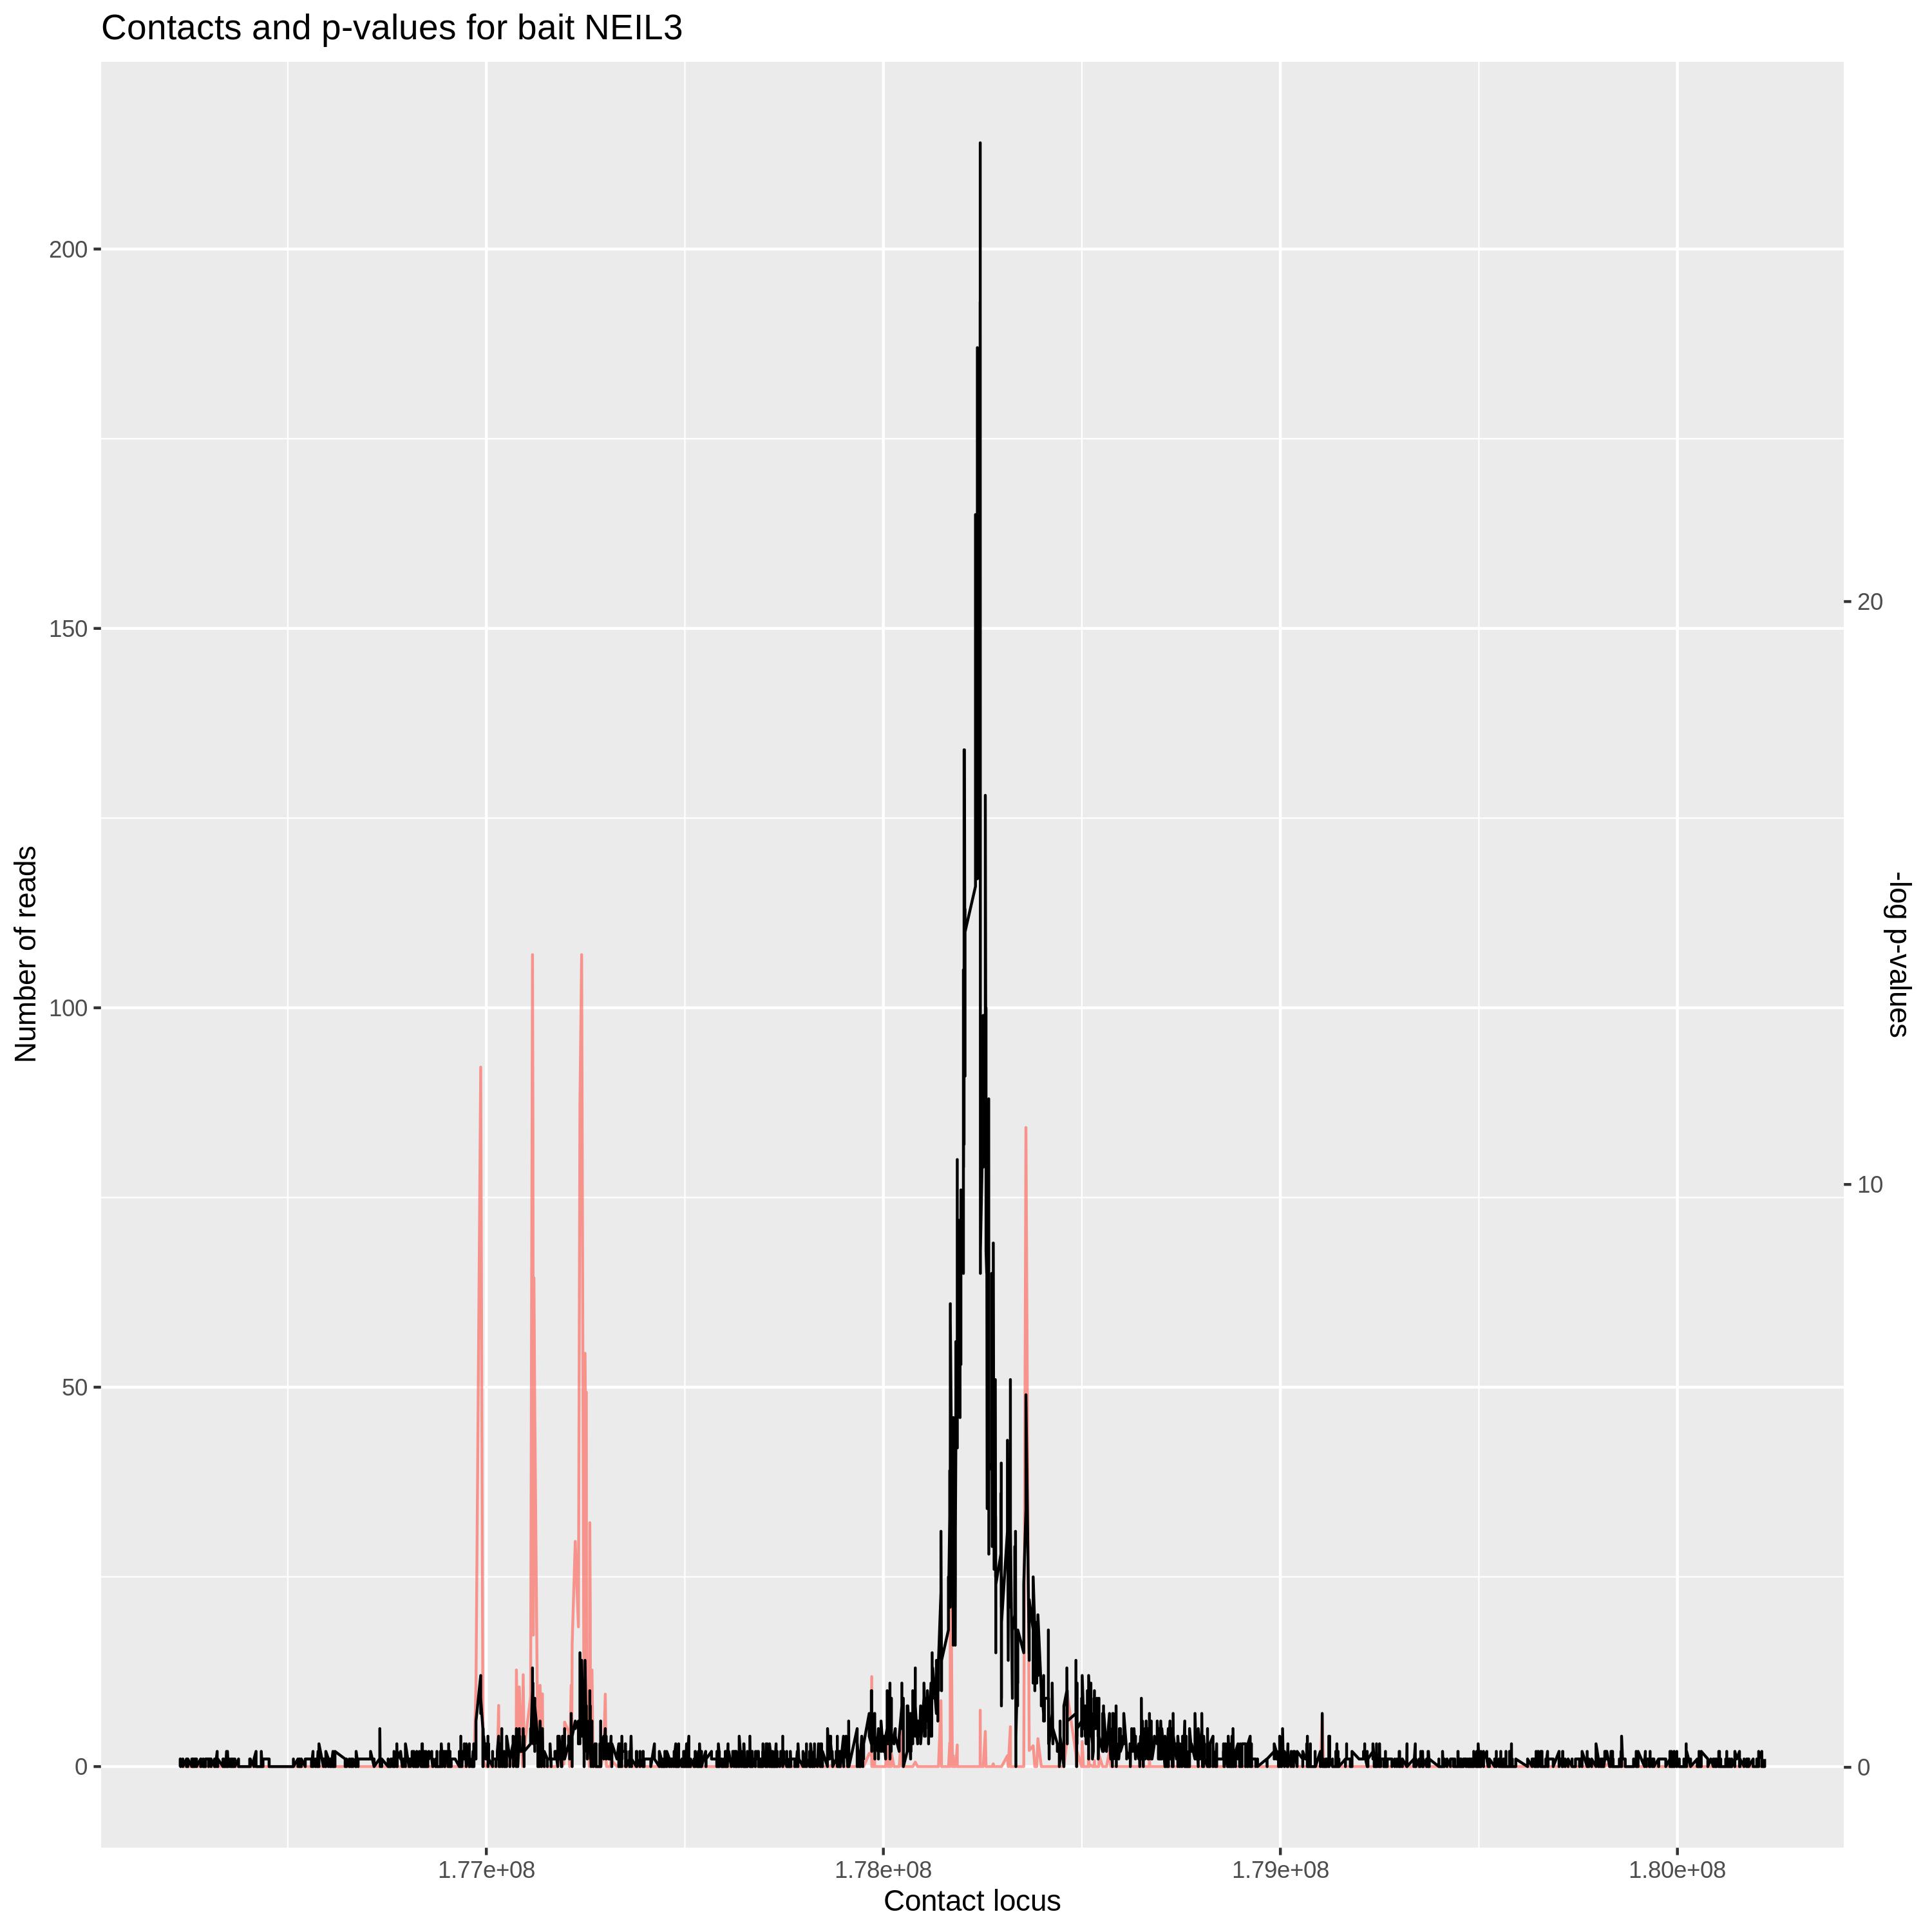 Contacts and p-values for bait NEIL3
200
150
100
50
0
Number of reads
20
10
0
-log p-values
1.77e+08 1.78e+08 1.79e+08 1.80e+08
Contact locus